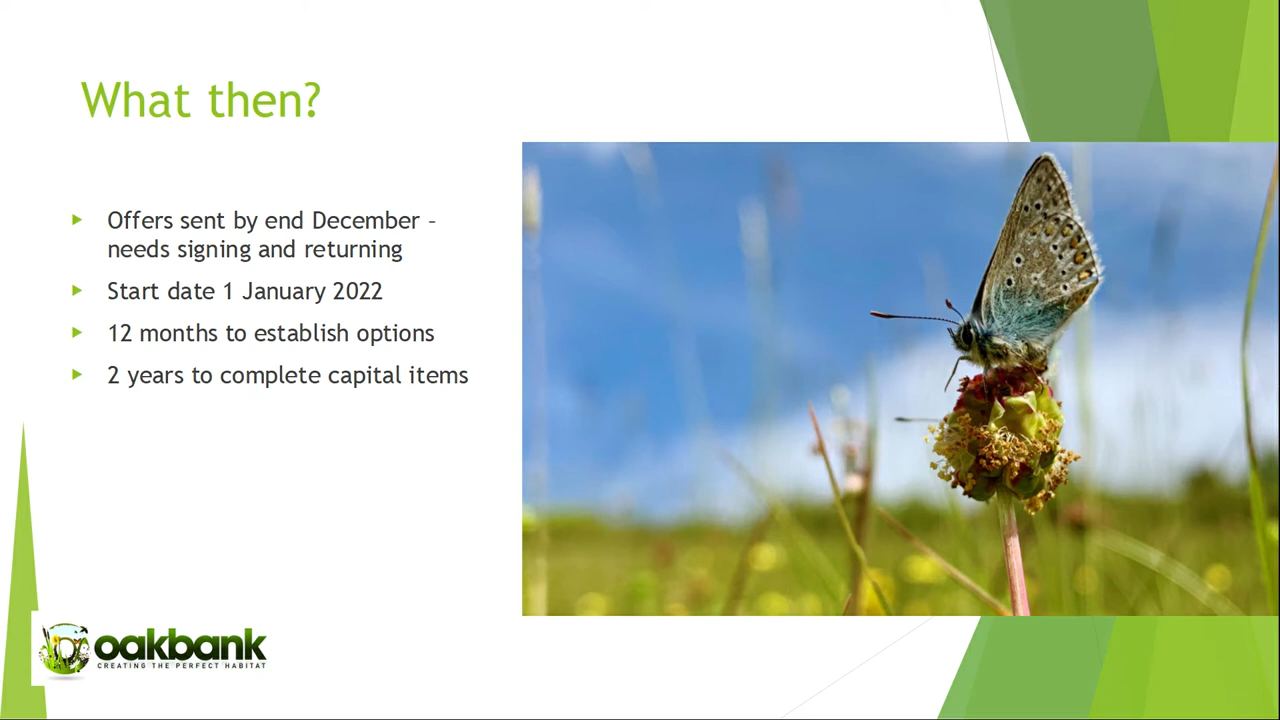 What then?
Offers sent by end December –
needs signing and returning
Start date 1 January 2022
12 months to establish options
2 years to complete capital items
oakbank
CREATING THE PERFECT HABITAT